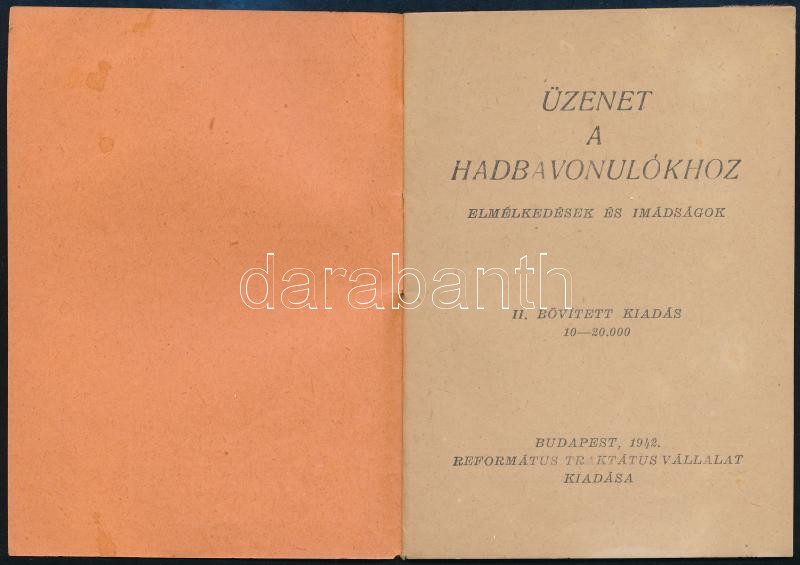 ÜZENET
A
HADBAVONULÓKHOZ
ELMÉLKEDÉSEK ÉS IMÁDSÁGOK
darabanth
II. BŐVÍTETT KIADÁS
10—20.000
BUDAPEST, 1942.
REFORMÁTUS TRAKTÁTUS VÁLLALAT
KIADÁSA